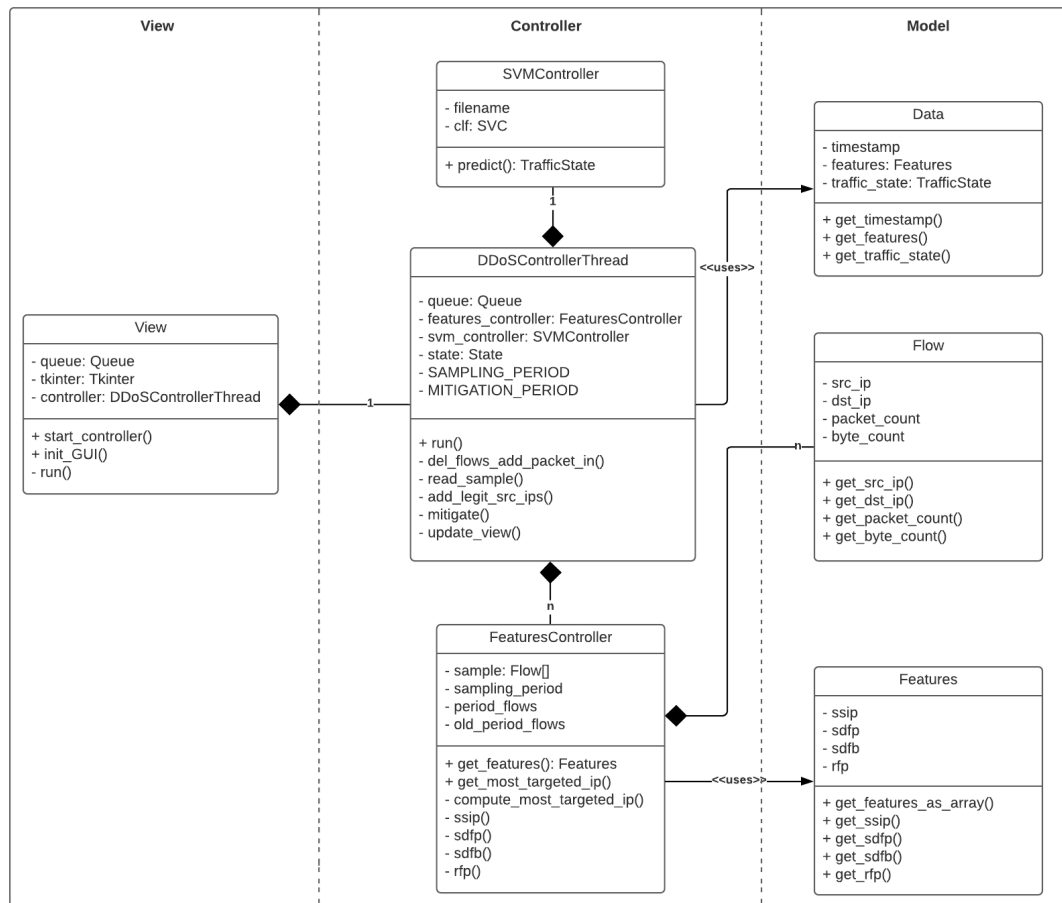 View
Controller
Model
SVMController
- filename
- clf: SVC
+ predict(): TrafficState
1
Data
- timestamp
- features: Features
- traffic_state: TrafficState
+ get_timestamp()
+ get_features()
+ get_traffic_state()
<<uses>>
DDoSControllerThread
- queue: Queue
- features_controller: FeaturesController
- svm_controller: SVMController
- state: State
- SAMPLING_PERIOD
- MITIGATION_PERIOD
+ run()
- del_flows_add_packet_in()
- read_sample()
- add_legit_src_ips()
- mitigate()
- update_view()
View
- queue: Queue
- tkinter: Tkinter
- controller: DDoSControllerThread
+ start_controller()
+ init_GUI()
- run()
1
Flow
- src_ip
- dst_ip
- packet_count
- byte_count
+ get_src_ip()
+ get_dst_ip()
+ get_packet_count()
+ get_byte_count()
n
n
FeaturesController
- sample: Flow[]
- sampling_period
- period_flows
- old_period_flows
+ get_features(): Features
+ get_most_targeted_ip()
- compute_most_targeted_ip()
- ssip()
- sdfp()
- sdfb()
- rfp()
<<uses>>
Features
- ssip
- sdfp
- sdfb
- rfp
+ get_features_as_array()
+ get_ssip()
+ get_sdfp()
+ get_sdfb()
+ get_rfp()